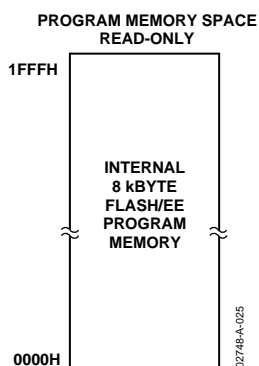 PROGRAM MEMORY SPACE
READ-ONLY
1FFFH
INTERNAL
8 kBYTE
FLASH/EE
PROGRAM
MEMORY
0000H
02748-A-025